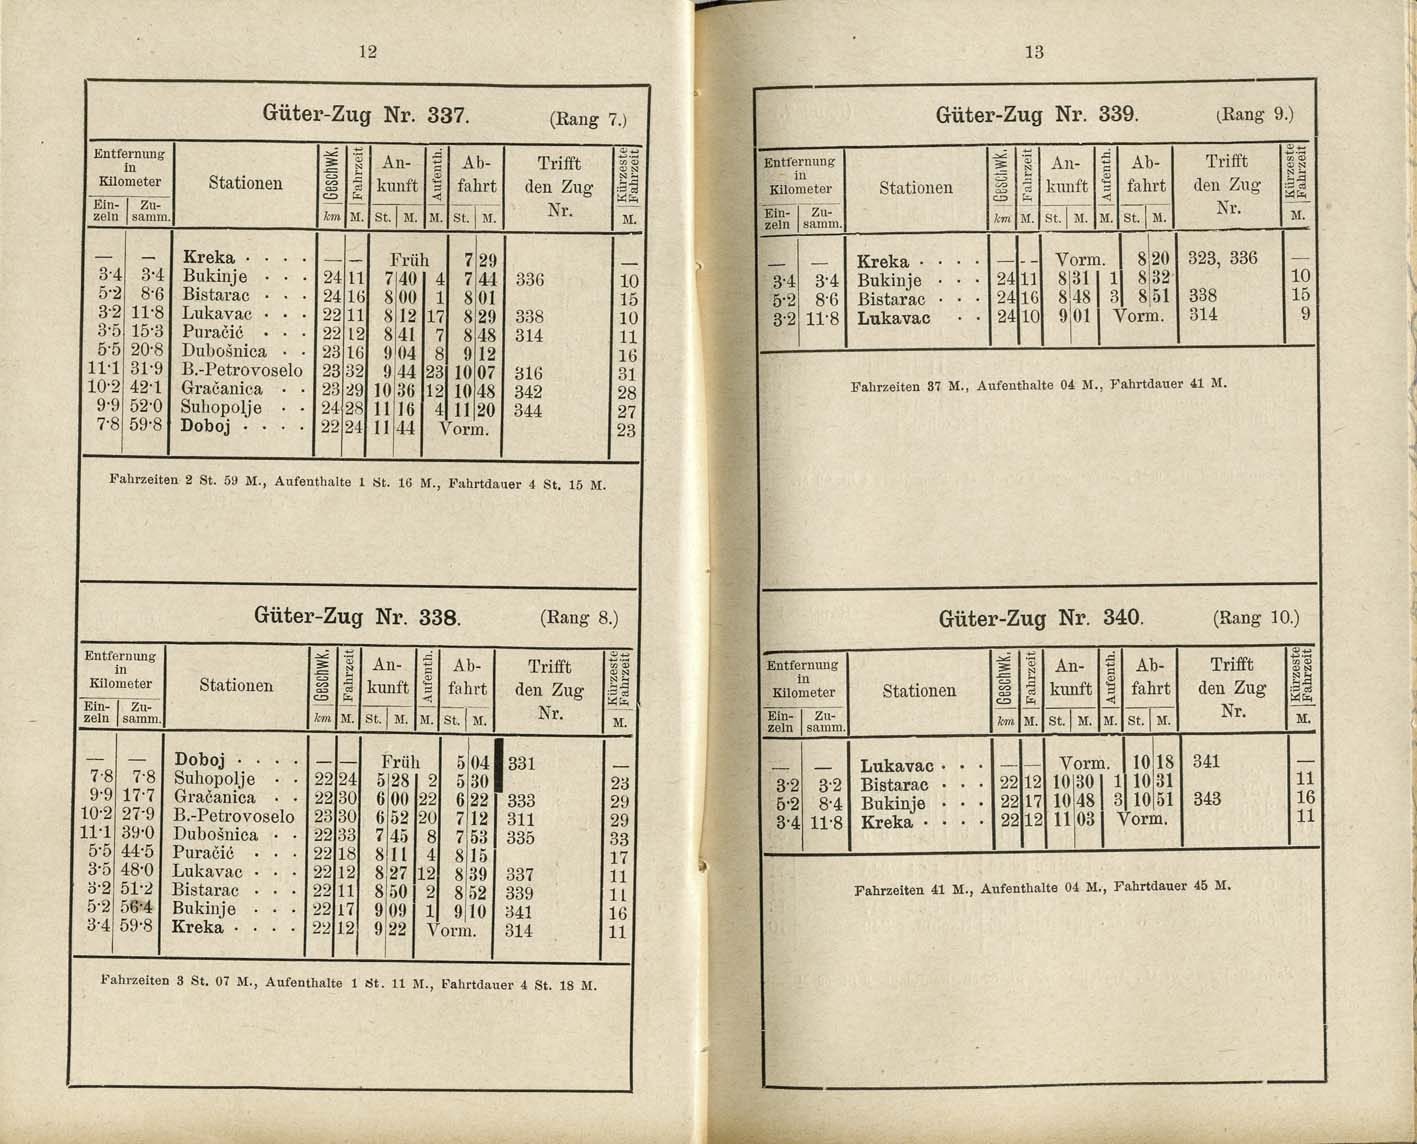 12
Güter-Zug Nr. 337. (Rang 7.)
Entfernung in Kilometer Stationen Geschwk. Fahrzeit An-kunft Aufenth. Ab-fahrt Trifft den Zug Nr. Kürzeste Fahrzeit
Ein-zeln Zu-samm. km M. St. M. M. St. M. M.
— — Kreka . . . . — — Früh 7 29 —
3·4 3·4 Bukinje . . . 24 11 7 40 4 7 44 336 10
5·2 8·6 Bistarac . . . 24 16 8 00 1 8 01 15
3·2 11·8 Lukavac . . . 22 11 8 12 17 8 29 338 10
3·5 15·3 Puračić . . . 22 12 8 41 7 8 48 314 11
5·5 20·8 Dubošnica . . 23 16 9 04 8 9 12 16
11·1 31·9 B.-Petrovoselo 23 32 9 44 23 10 07 316 31
10·2 42·1 Gračanica . . 23 29 10 36 12 10 48 342 28
9·9 52·0 Suhopolje . . 24 28 11 16 4 11 20 344 27
7·8 59·8 Doboj . . . . 22 24 11 44 Vorm. 23
Fahrzeiten 2 St. 59 M., Aufenthalte 1 St. 16 M., Fahrtdauer 4 St. 15 M.
Güter-Zug Nr. 338. (Rang 8.)
Entfernung in Kilometer Stationen Geschwk. Fahrzeit An-kunft Aufenth. Ab-fahrt Trifft den Zug Nr. Kürzeste Fahrzeit
Ein-zeln Zu-samm. km M. St. M. M. St. M. M.
— — Doboj . . . . — — Früh 5 04 331 —
7·8 7·8 Suhopolje . . 22 24 5 28 2 5 30 23
9·9 17·7 Gračanica . . 22 30 6 00 22 6 22 333 29
10·2 27·9 B.-Petrovoselo 23 30 6 52 20 7 12 311 29
11·1 39·0 Dubošnica . . 22 33 7 45 8 7 53 335 33
5·5 44·5 Puračić . . . 22 18 8 11 4 8 15 17
3·5 48·0 Lukavac . . . 22 12 8 27 12 8 39 337 11
3·2 51·2 Bistarac . . . 22 11 8 50 2 8 52 339 11
5·2 56·4 Bukinje . . . 22 17 9 09 1 9 10 341 16
3·4 59·8 Kreka . . . . 22 12 9 22 Vorm. 314 11
Fahrzeiten 3 St. 07 M., Aufenthalte 1 St. 11 M., Fahrtdauer 4 St. 18 M.
13
Güter-Zug Nr. 339. (Rang 9.)
Entfernung in Kilometer Stationen Geschwk. Fahrzeit An-kunft Aufenth. Ab-fahrt Trifft den Zug Nr. Kürzeste Fahrzeit
Ein-zeln Zu-samm. km M. St. M. M. St. M. M.
— — Kreka . . . . — — Vorm. 8 20 323, 336 —
3·4 3·4 Bukinje . . . 24 11 8 31 1 8 32 10
5·2 8·6 Bistarac . . . 24 16 8 48 3 8 51 338 15
3·2 11·8 Lukavac . . 24 10 9 01 Vorm. 314 9
Fahrzeiten 37 M., Aufenthalte 04 M., Fahrtdauer 41 M.
Güter-Zug Nr. 340. (Rang 10.)
Entfernung in Kilometer Stationen Geschwk. Fahrzeit An-kunft Aufenth. Ab-fahrt Trifft den Zug Nr. Kürzeste Fahrzeit
Ein-zeln Zu-samm. km M. St. M. M. St. M. M.
— — Lukavac . . . — — Vorm. 10 18 341 —
3·2 3·2 Bistarac . . . 22 12 10 30 1 10 31 11
5·2 8·4 Bukinje . . . 22 17 10 48 3 10 51 343 16
3·4 11·8 Kreka . . . . 22 12 11 03 Vorm. 11
Fahrzeiten 41 M., Aufenthalte 04 M., Fahrtdauer 45 M.